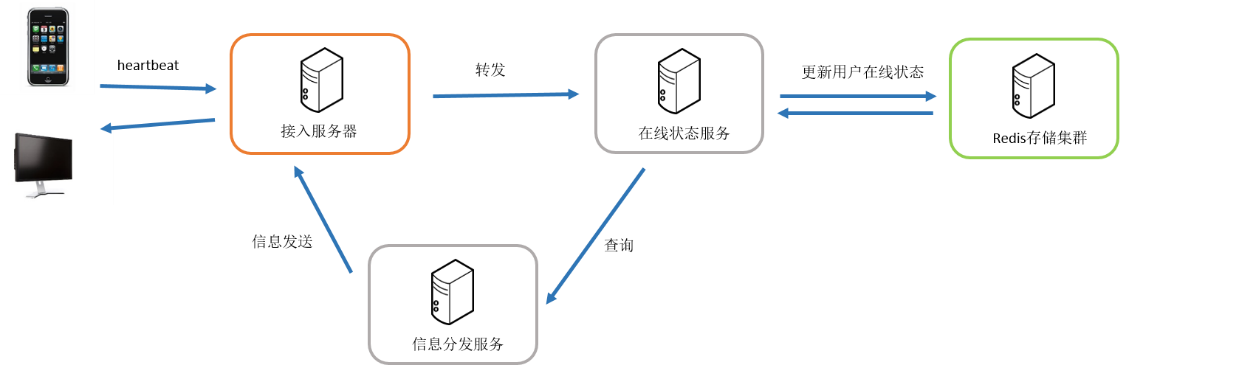 heartbeat
接入服务器
转发
在线状态服务
更新用户在线状态
Redis存储集群
信息发送
查询
信息分发服务